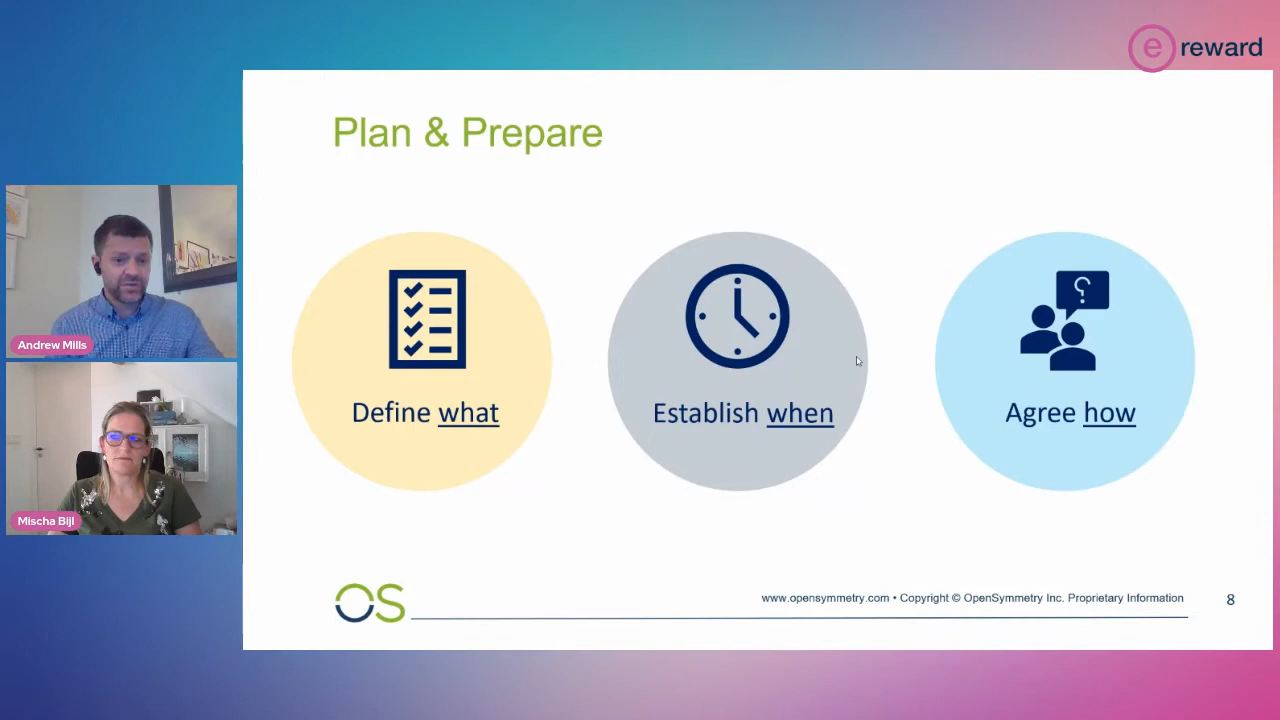 e reward
Plan & Prepare
Andrew Mills
Define what
Establish when
?
Agree how
Mischa Bijl
OS
www.opensymmetry.com • Copyright © OpenSymmetry Inc. Proprietary Information
8